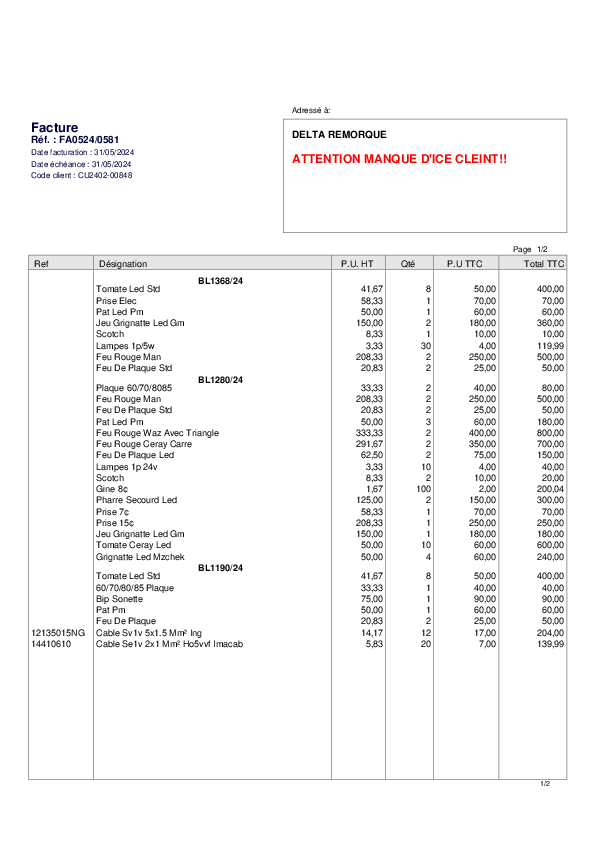 Adressé à:
Facture
Réf. : FA0524/0581
Date facturation : 31/05/2024
Date échéance : 31/05/2024
Code client : CU2402-00848
DELTA REMORQUE
ATTENTION MANQUE D'ICE CLEINT!!
Page 1/2
Ref Désignation P.U. HT Qté P.U TTC Total TTC
BL1368/24
Tomate Led Std 41,67 8 50,00 400,00
Prise Elec 58,33 1 70,00 70,00
Pat Led Pm 50,00 1 60,00 60,00
Jeu Grignatte Led Gm 150,00 2 180,00 360,00
Scotch 8,33 1 10,00 10,00
Lampes 1p/5w 3,33 30 4,00 119,99
Feu Rouge Man 208,33 2 250,00 500,00
Feu De Plaque Std 20,83 2 25,00 50,00
BL1280/24
Plaque 60/70/8085 33,33 2 40,00 80,00
Feu Rouge Man 208,33 2 250,00 500,00
Feu De Plaque Std 20,83 2 25,00 50,00
Pat Led Pm 50,00 3 60,00 180,00
Feu Rouge Waz Avec Triangle 333,33 2 400,00 800,00
Feu Rouge Ceray Carre 291,67 2 350,00 700,00
Feu De Plaque Led 62,50 2 75,00 150,00
Lampes 1p 24v 3,33 10 4,00 40,00
Scotch 8,33 2 10,00 20,00
Gine 8¢ 1,67 100 2,00 200,04
Pharre Secourd Led 125,00 2 150,00 300,00
Prise 7¢ 58,33 1 70,00 70,00
Prise 15¢ 208,33 1 250,00 250,00
Jeu Grignatte Led Gm 150,00 1 180,00 180,00
Tomate Ceray Led 50,00 10 60,00 600,00
Grignatte Led Mzchek 50,00 4 60,00 240,00
BL1190/24
Tomate Led Std 41,67 8 50,00 400,00
60/70/80/85 Plaque 33,33 1 40,00 40,00
Bip Sonette 75,00 1 90,00 90,00
Pat Pm 50,00 1 60,00 60,00
Feu De Plaque 20,83 2 25,00 50,00
12135015NG Cable Sv1v 5x1.5 Mm² Ing 14,17 12 17,00 204,00
14410610 Cable Se1v 2x1 Mm² Ho5vvf Imacab 5,83 20 7,00 139,99
1/2